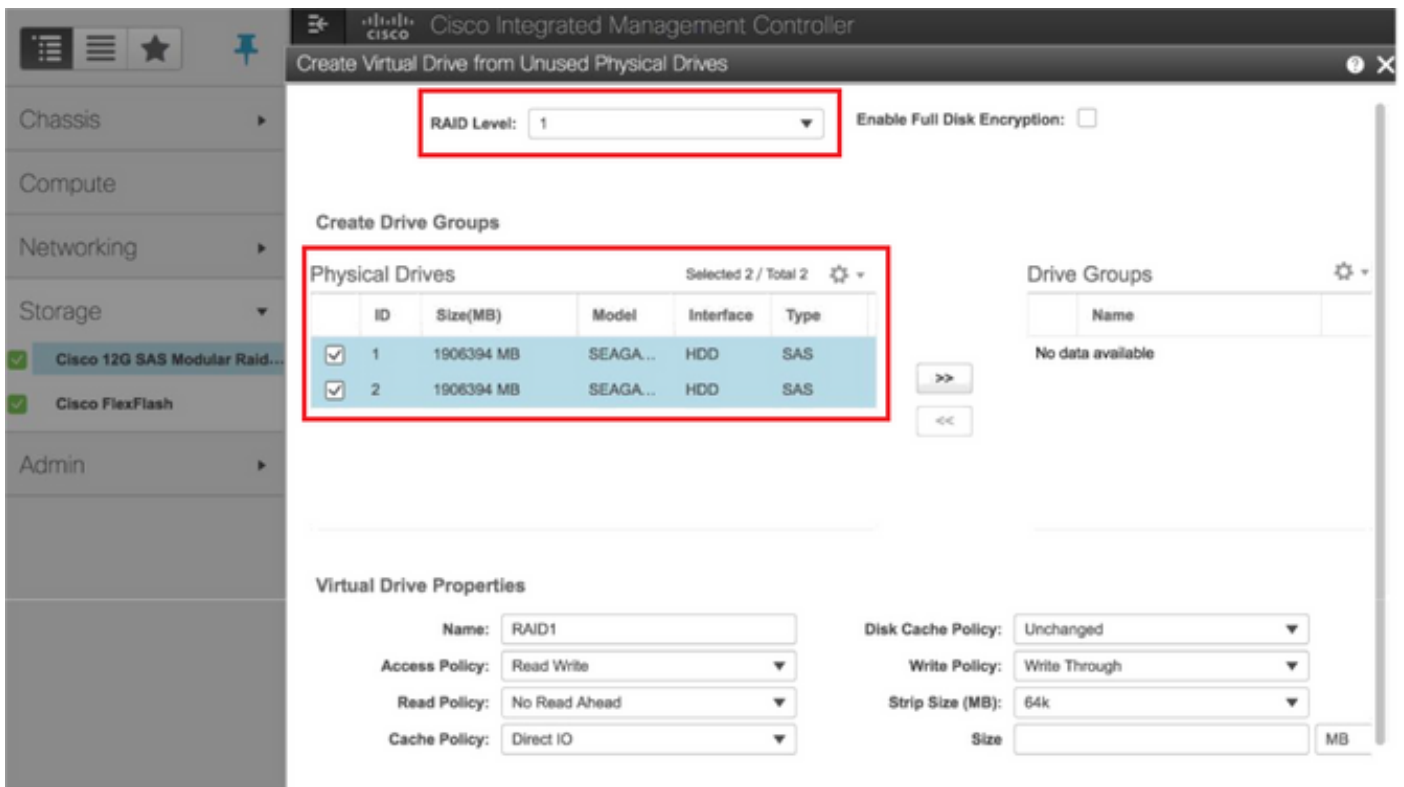 CISCO Cisco Integrated Management Controller
Create Virtual Drive from Unused Physical Drives
Chassis
Compute
Networking
Storage
Cisco 12G SAS Modular Raid...
Cisco FlexFlash
Admin
RAID Level: 1
Enable Full Disk Encryption:
Create Drive Groups
Physical Drives Selected 2 / Total 2
ID Size(MB) Model Interface Type
1 1906394 MB SEAGA... HDD SAS
2 1906394 MB SEAGA... HDD SAS
>>
<<
Drive Groups
Name
No data available
Virtual Drive Properties
Name: RAID1
Access Policy: Read Write
Read Policy: No Read Ahead
Cache Policy: Direct IO
Disk Cache Policy: Unchanged
Write Policy: Write Through
Strip Size (MB): 64k
Size MB